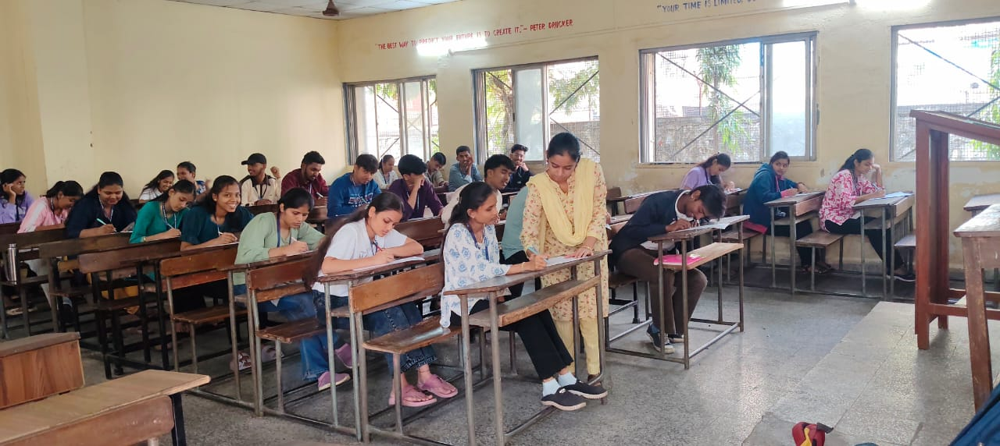 "THE BEST WAY TO PREDICT YOUR FUTURE IS TO CREATE IT."- PETER DRUCKER
"YOUR TIME IS LIMITED,